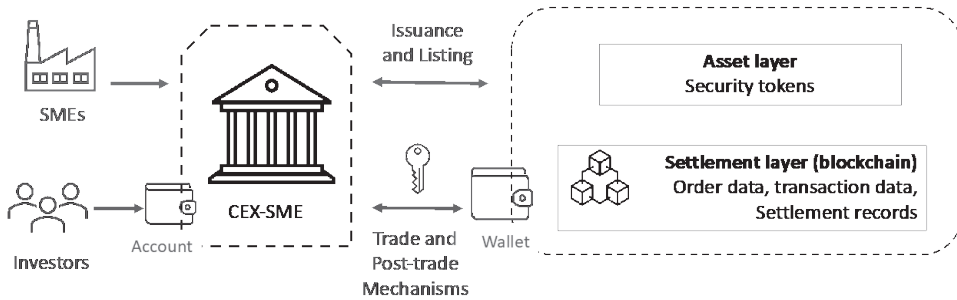 SMEs
Investors
Account
CEX-SME
Issuance
and Listing
Trade and
Post-trade
Mechanisms
Wallet
Asset layer
Security tokens
Settlement layer (blockchain)
Order data, transaction data,
Settlement records